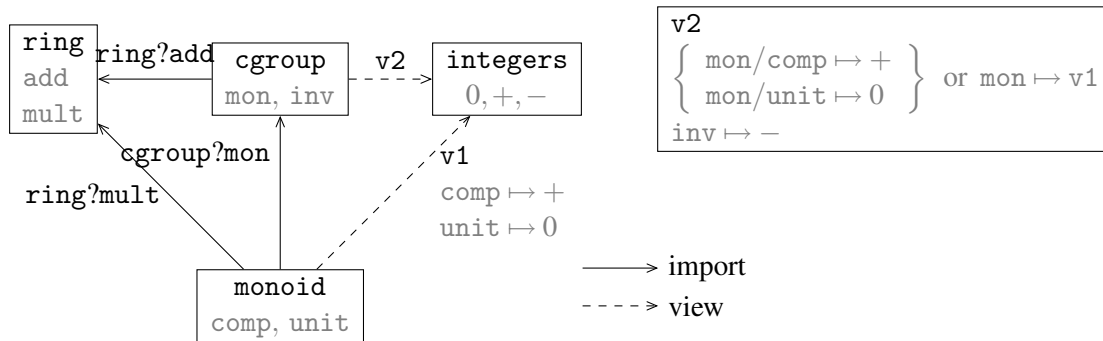 ring
add
mult
ring?add
cgroup
mon, inv
v2
integers
0, +, −
cgroup?mon
ring?mult
v1
comp ↦ +
unit ↦ 0
monoid
comp, unit
import
view
v2
{ mon/comp ↦ +
mon/unit ↦ 0 } or mon ↦ v1
inv ↦ −